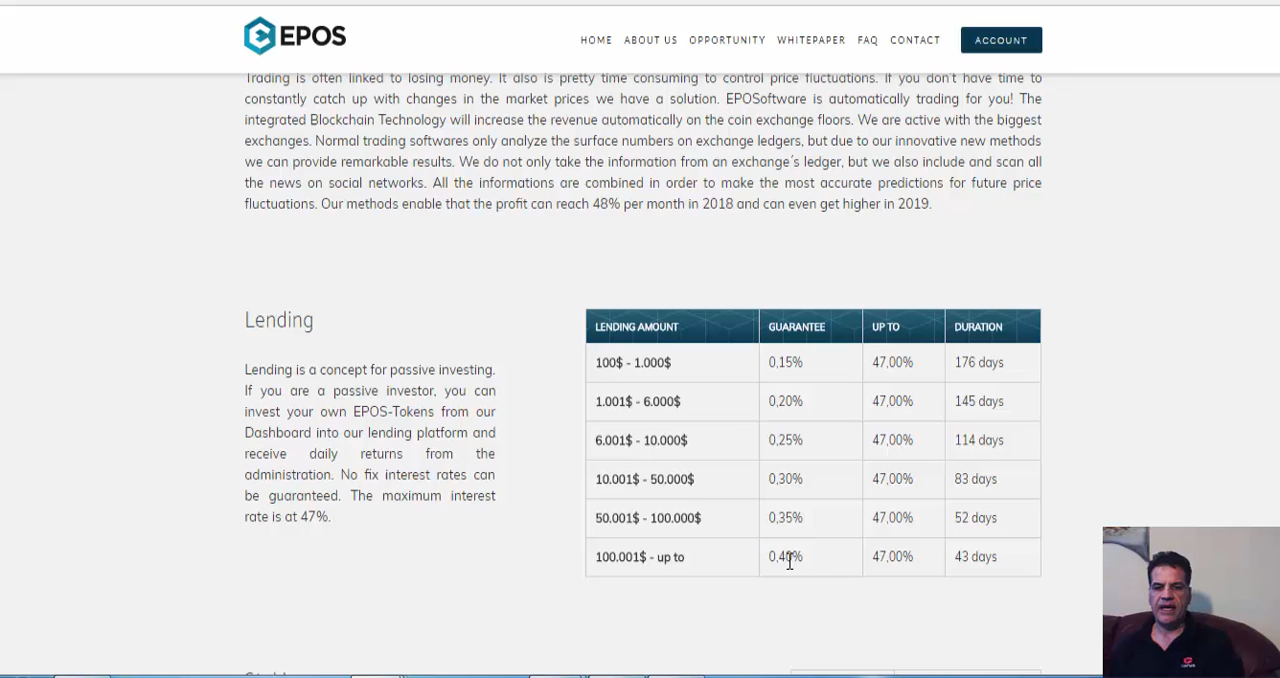 EPOS
HOME ABOUT US OPPORTUNITY WHITEPAPER FAQ CONTACT ACCOUNT
Trading is often linked to losing money. It also is pretty time consuming to control price fluctuations. If you don't have time to
constantly catch up with changes in the market prices we have a solution. EPOSoftware is automatically trading for you! The
integrated Blockchain Technology will increase the revenue automatically on the coin exchange floors. We are active with the biggest
exchanges. Normal trading softwares only analyze the surface numbers on exchange ledgers, but due to our innovative new methods
we can provide remarkable results. We do not only take the information from an exchange´s ledger, but we also include and scan all
the news on social networks. All the informations are combined in order to make the most accurate predictions for future price
fluctuations. Our methods enable that the profit can reach 48% per month in 2018 and can even get higher in 2019.
Lending
Lending is a concept for passive investing.
If you are a passive investor, you can
invest your own EPOS-Tokens from our
Dashboard into our lending platform and
receive daily returns from the
administration. No fix interest rates can
be guaranteed. The maximum interest
rate is at 47%.
LENDING AMOUNT GUARANTEE UP TO DURATION
100$ - 1.000$ 0,15% 47,00% 176 days
1.001$ - 6.000$ 0,20% 47,00% 145 days
6.001$ - 10.000$ 0,25% 47,00% 114 days
10.001$ - 50.000$ 0,30% 47,00% 83 days
50.001$ - 100.000$ 0,35% 47,00% 52 days
100.001$ - up to 0,40% 47,00% 43 days